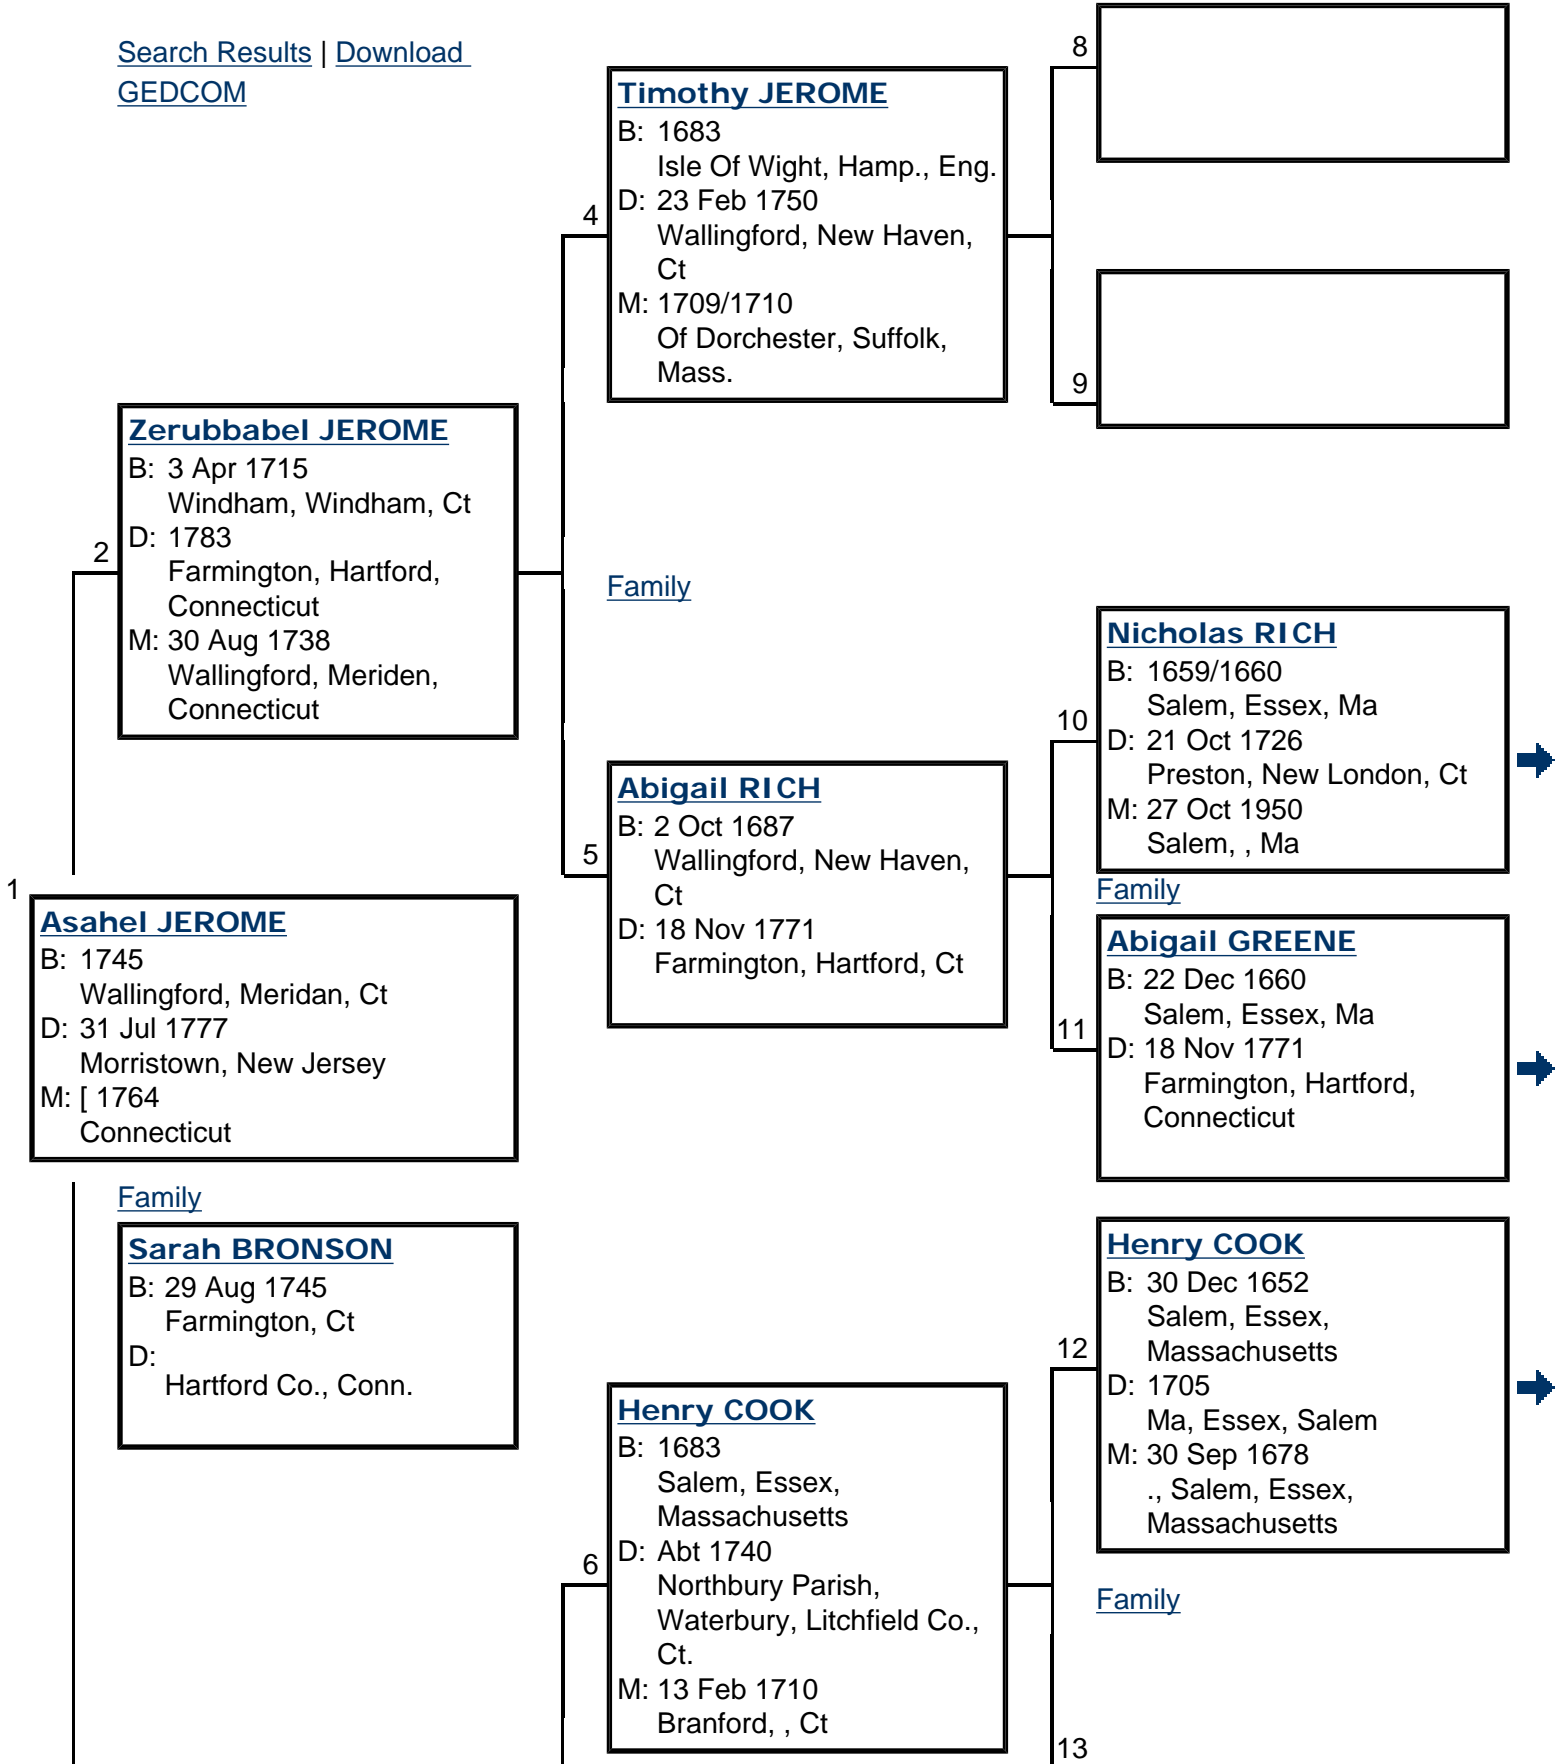 Search Results | Download
GEDCOM
8
Timothy JEROME
B: 1683
Isle Of Wight, Hamp., Eng.
D: 23 Feb 1750
Wallingford, New Haven,
Ct
M: 1709/1710
Of Dorchester, Suffolk,
Mass.
4
9
Zerubbabel JEROME
B: 3 Apr 1715
Windham, Windham, Ct
D: 1783
Farmington, Hartford,
Connecticut
M: 30 Aug 1738
Wallingford, Meriden,
Connecticut
2
Family
Nicholas RICH
B: 1659/1660
Salem, Essex, Ma
D: 21 Oct 1726
Preston, New London, Ct
M: 27 Oct 1950
Salem, , Ma
10
Abigail RICH
B: 2 Oct 1687
Wallingford, New Haven,
Ct
D: 18 Nov 1771
Farmington, Hartford, Ct
5
Family
1
Asahel JEROME
B: 1745
Wallingford, Meridan, Ct
D: 31 Jul 1777
Morristown, New Jersey
M: [ 1764
Connecticut
Abigail GREENE
B: 22 Dec 1660
Salem, Essex, Ma
D: 18 Nov 1771
Farmington, Hartford,
Connecticut
11
Family
Sarah BRONSON
B: 29 Aug 1745
Farmington, Ct
D:
Hartford Co., Conn.
Henry COOK
B: 30 Dec 1652
Salem, Essex,
Massachusetts
D: 1705
Ma, Essex, Salem
M: 30 Sep 1678
., Salem, Essex,
Massachusetts
12
Henry COOK
B: 1683
Salem, Essex,
Massachusetts
D: Abt 1740
Northbury Parish,
Waterbury, Litchfield Co.,
Ct.
M: 13 Feb 1710
Branford, , Ct
6
Family
13